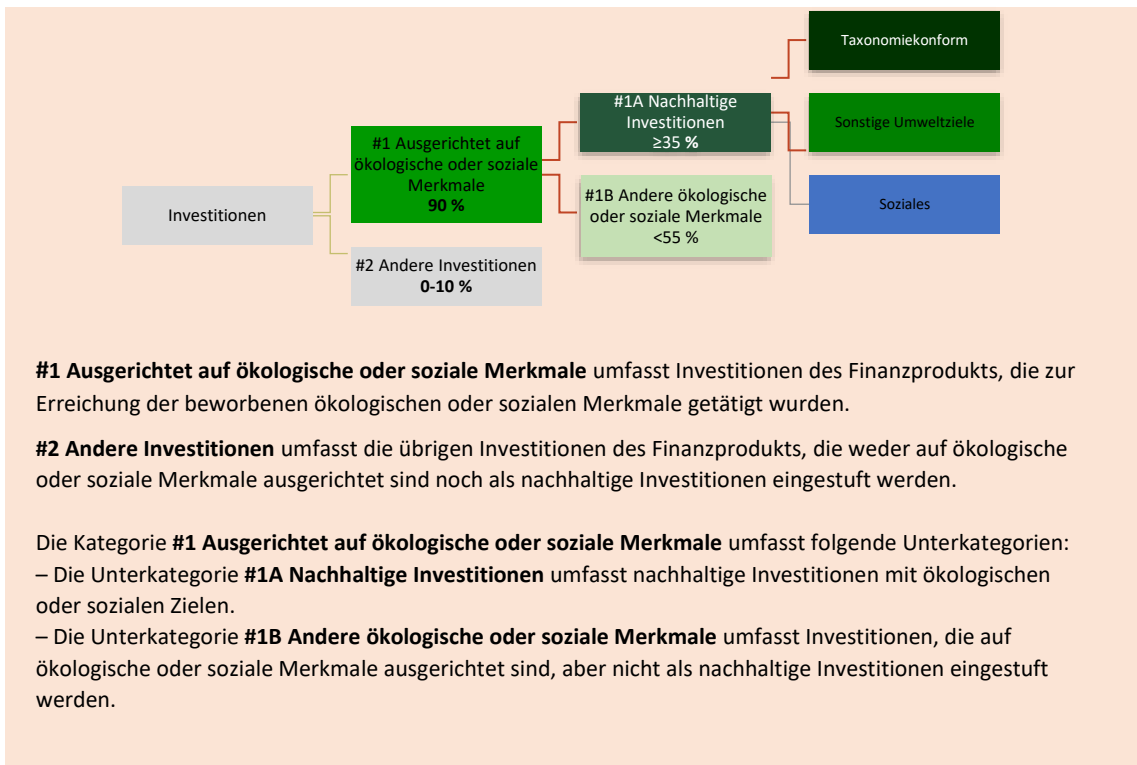 Taxonomiekonform
#1A Nachhaltige
Investitionen
≥35 %
Sonstige Umweltziele
#1 Ausgerichtet auf
ökologische oder soziale
Merkmale
90 %
#1B Andere ökologische
oder soziale Merkmale
<55 %
Soziales
Investitionen
#2 Andere Investitionen
0-10 %
#1 Ausgerichtet auf ökologische oder soziale Merkmale umfasst Investitionen des Finanzprodukts, die zur
Erreichung der beworbenen ökologischen oder sozialen Merkmale getätigt wurden.
#2 Andere Investitionen umfasst die übrigen Investitionen des Finanzprodukts, die weder auf ökologische
oder soziale Merkmale ausgerichtet sind noch als nachhaltige Investitionen eingestuft werden.
Die Kategorie #1 Ausgerichtet auf ökologische oder soziale Merkmale umfasst folgende Unterkategorien:
– Die Unterkategorie #1A Nachhaltige Investitionen umfasst nachhaltige Investitionen mit ökologischen
oder sozialen Zielen.
– Die Unterkategorie #1B Andere ökologische oder soziale Merkmale umfasst Investitionen, die auf
ökologische oder soziale Merkmale ausgerichtet sind, aber nicht als nachhaltige Investitionen eingestuft
werden.